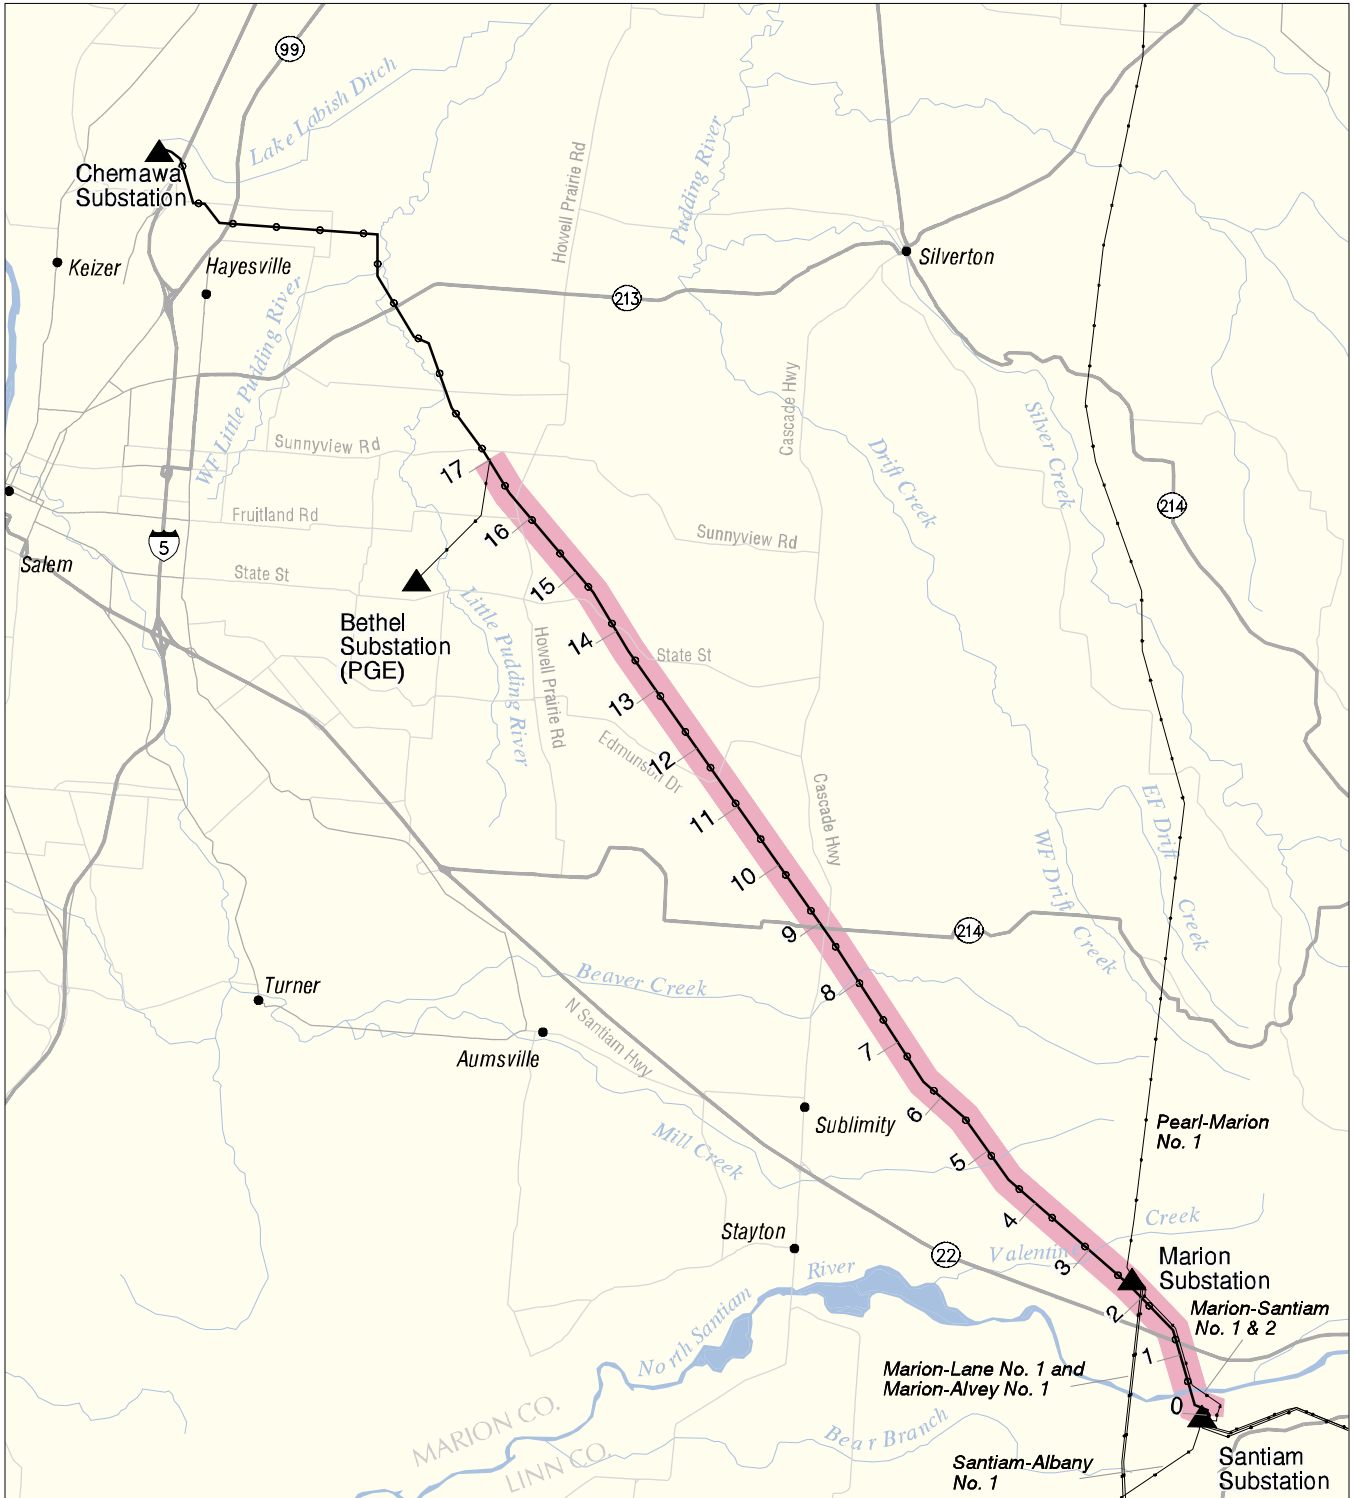 99
Lake Labish Ditch
Chemawa
Substation
Howell Prairie Rd
Pudding River
Keizer
Hayesville
Silverton
213
WF Little Pudding River
Cascade Hwy
Silver Creek
Drift Creek
Sunnyview Rd
17
214
Fruitland Rd
16
Sunnyview Rd
5
Salem
State St
15
Bethel
Substation
(PGE)
Little Pudding River
14
Howell Prairie Rd
State St
13
Edmunson Dr
12
Cascade Hwy
11
EF Drift
Creek
WF Drift
Creek
10
9
214
Beaver Creek
8
Turner
N Santiam Hwy
Aumsville
7
6
Sublimity
Pearl-Marion
No. 1
Mill Creek
5
4
Creek
Stayton
22
Valentine
3
River
North Santiam
Marion
Substation
2
Marion-Santiam
No. 1 & 2
1
Marion-Lane No. 1 and
Marion-Alvey No. 1
0
MARION CO.
LINN CO.
Bear Branch
Santiam-Albany
No. 1
Santiam
Substation